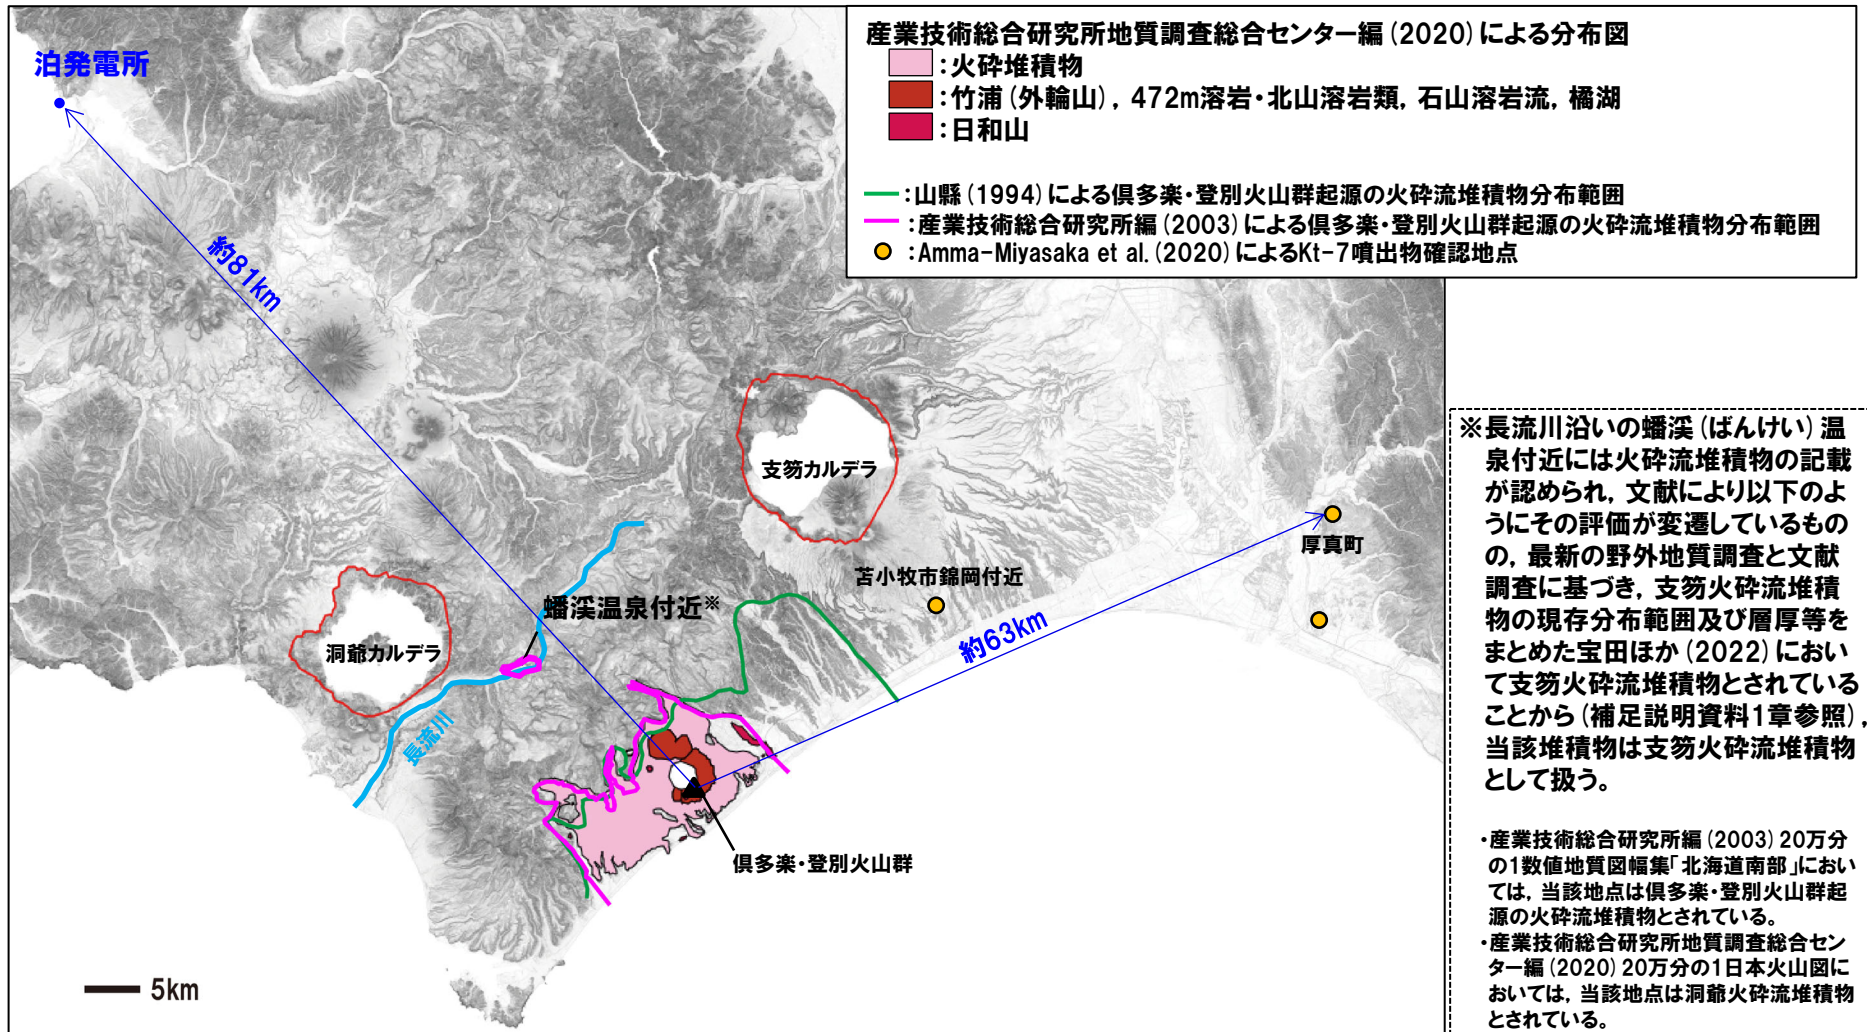 産業技術総合研究所地質調査総合センター編(2020)による分布図
:火砕堆積物
:竹浦(外輪山),472m溶岩・北山溶岩類,石山溶岩流,橘湖
:日和山
:山縣(1994)による倶多楽・登別火山群起源の火砕流堆積物分布範囲
:産業技術総合研究所編(2003)による倶多楽・登別火山群起源の火砕流堆積物分布範囲
:Amma-Miyasaka et al.(2020)によるKt-7噴出物確認地点
泊発電所
約81km
支笏カルデラ
厚真町
苫小牧市錦岡付近
蟠渓温泉付近※
約63km
洞爺カルデラ
長流川
倶多楽・登別火山群
5km
※長流川沿いの蟠渓(ばんけい)温
泉付近には火砕流堆積物の記載
が認められ,文献により以下のよ
うにその評価が変遷しているもの
の,最新の野外地質調査と文献
調査に基づき,支笏火砕流堆積
物の現存分布範囲及び層厚等を
まとめた宝田ほか(2022)におい
て支笏火砕流堆積物とされている
ことから(補足説明資料1章参照),
当該堆積物は支笏火砕流堆積物
として扱う。
・産業技術総合研究所編(2003)20万分
の1数値地質図幅集「北海道南部」におい
ては,当該地点は倶多楽・登別火山群起
源の火砕流堆積物とされている。
・産業技術総合研究所地質調査総合セン
ター編(2020)20万分の1日本火山図に
おいては,当該地点は洞爺火砕流堆積物
とされている。